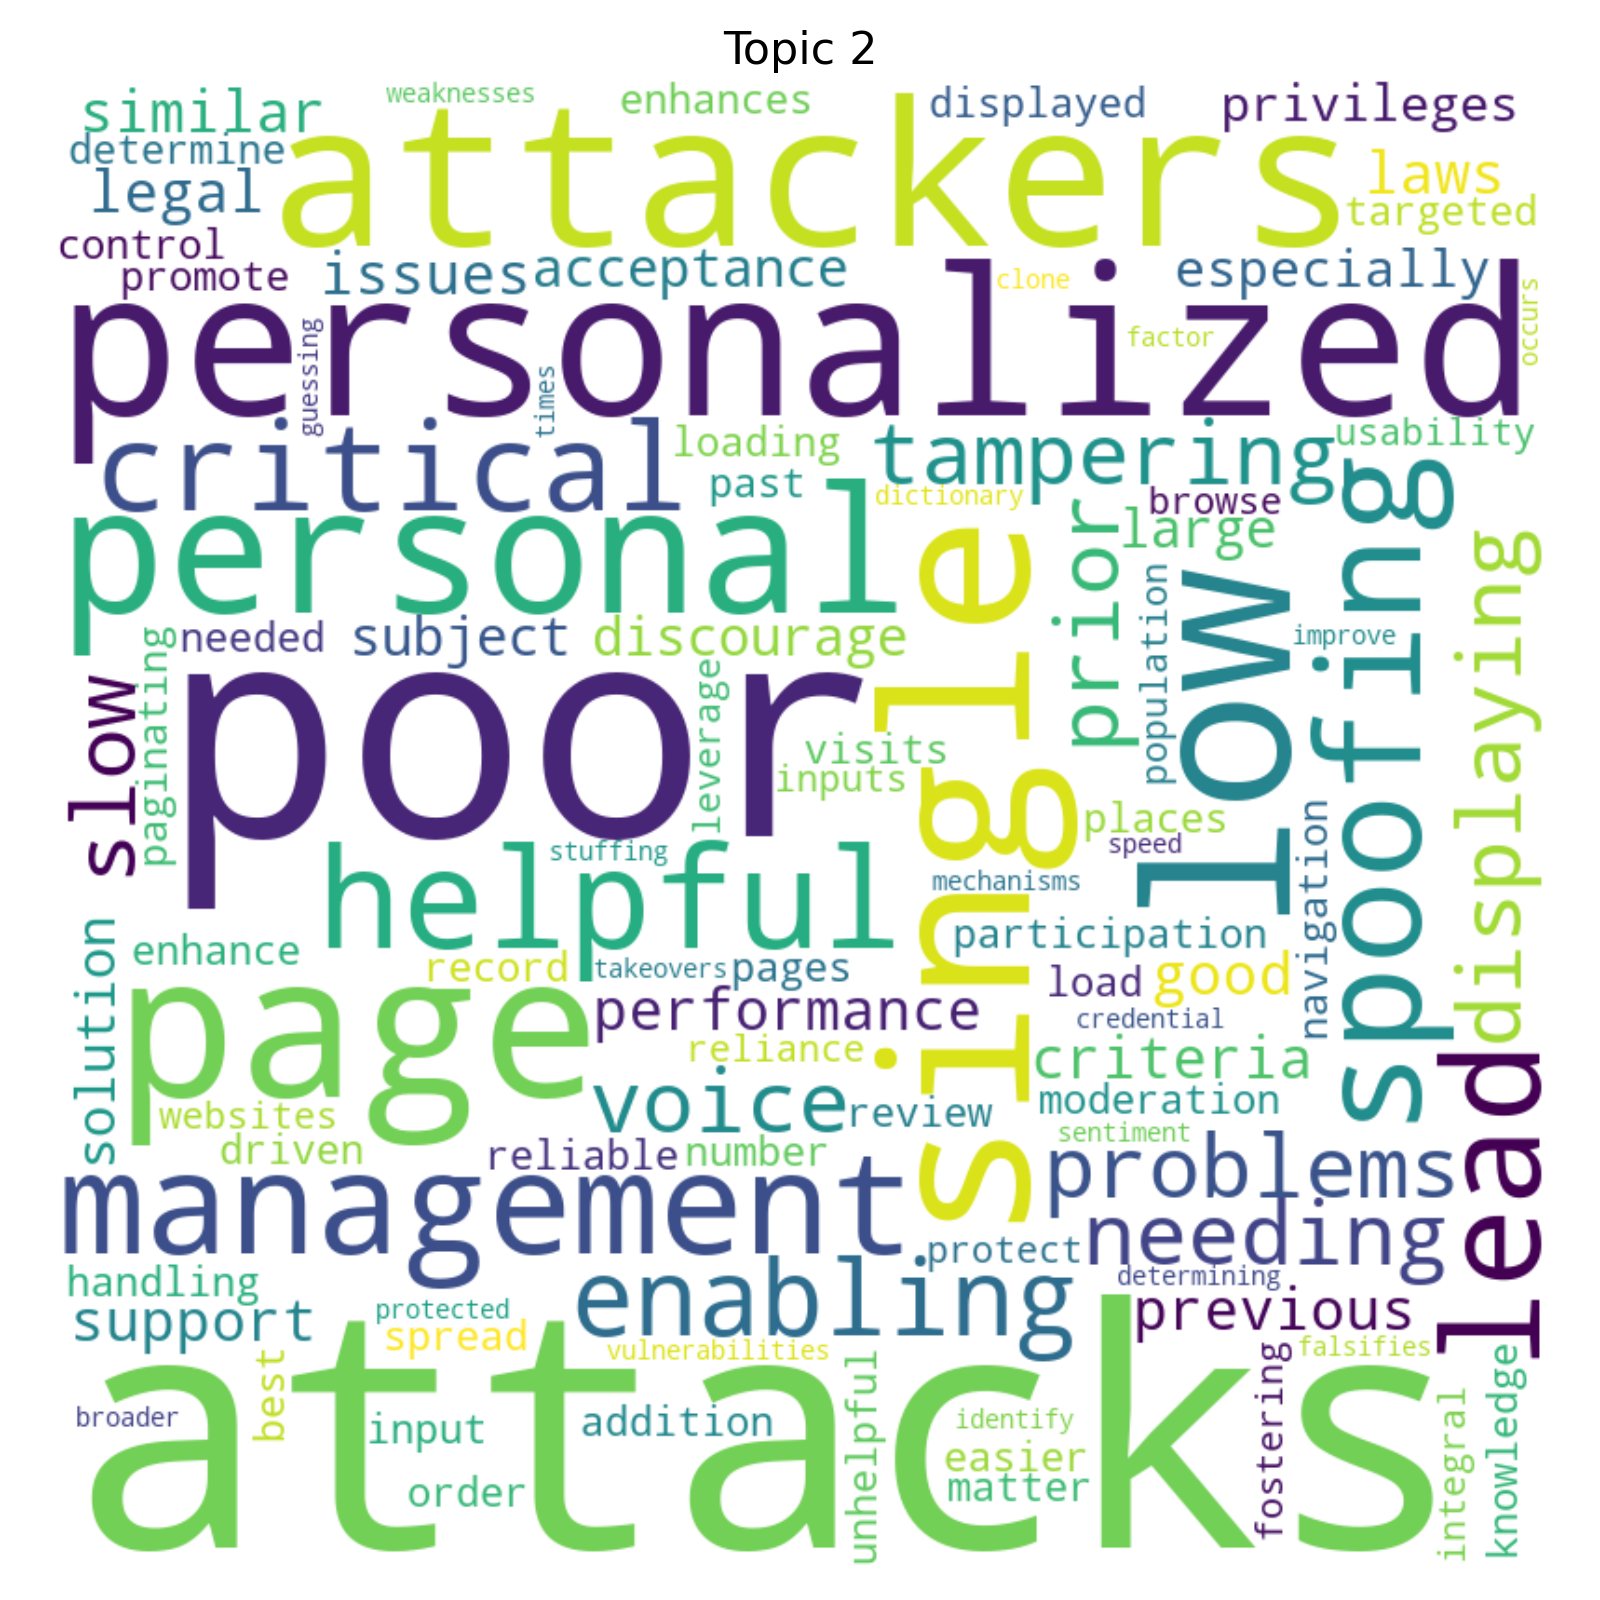 Topic 2
weaknesses
enhances
displayed
privileges
similar
attackers
determine
legal
laws
targeted
control
promote
issues
acceptance
clone
especially
occurs
personalized
factor
guessing
times
critical
loading
tampering
usability
past
dictionary
browse
personal
single
prior
large
low
spoofing
displaying
population
improve
needed
subject
discourage
paginating
slow
poor
leverage
visits
inputs
places
speed
navigation
stuffing
helpful
mechanisms
participation
solution
enhance
record
takeovers
pages
load
good
page
performance
credential
reliance
criteria
lead
voice
review
moderation
websites
driven
reliable
number
sentiment
problems
management
needing
protect
determining
handling
enabling
support
protected
spread
previous
vulnerabilities
falsifies
attacks
best
unhelpful
fostering
knowledge
broader
input
addition
identify
easier
integral
order
matter